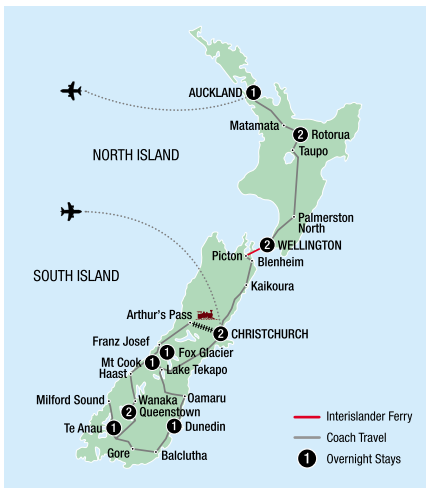 AUCKLAND 1
Matamata
2 Rotorua
Taupo
NORTH ISLAND
Palmerston
North
2 WELLINGTON
Picton
Blenheim
SOUTH ISLAND
Kaikoura
Arthur's Pass
2 CHRISTCHURCH
Franz Josef
1 Fox Glacier
Mt Cook 1
Haast
Lake Tekapo
Milford Sound
Wanaka
Oamaru
2 Queenstown
Te Anau 1
1 Dunedin
Gore
Balclutha
Interislander Ferry
Coach Travel
1 Overnight Stays